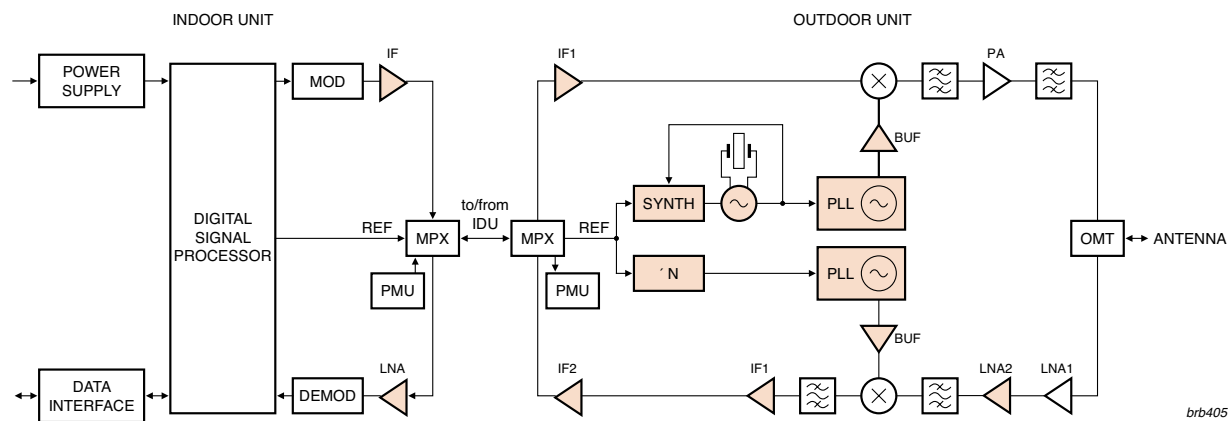 INDOOR UNIT
OUTDOOR UNIT
POWER
SUPPLY
DIGITAL
SIGNAL
PROCESSOR
MOD
IF
REF
MPX
PMU
to/from
IDU
DATA
INTERFACE
DEMOD
LNA
IF1
MPX
PMU
REF
SYNTH
´N
PLL
PLL
BUF
BUF
PA
OMT
ANTENNA
IF2
IF1
LNA2
LNA1
brb405